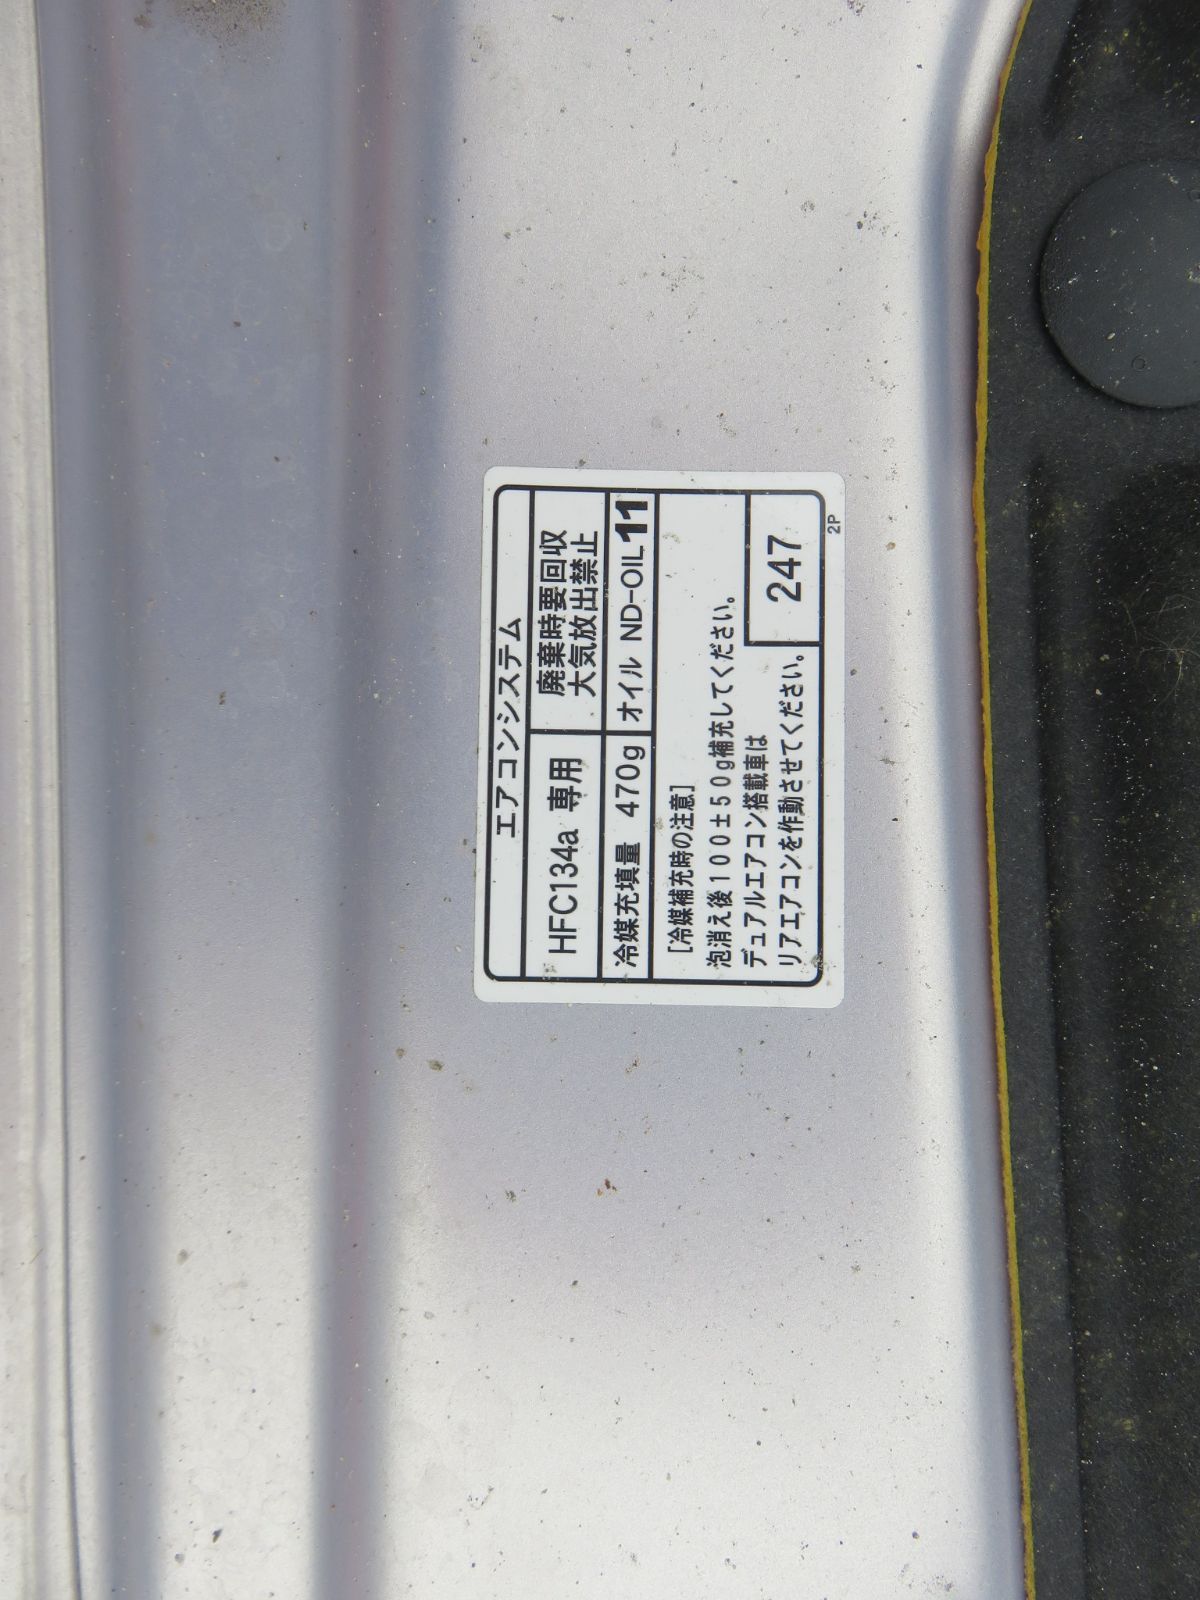 エアコンシステム
HFC134a 専用
廃棄時要回収
大気放出禁止
冷媒充填量 470g
オイル ND-OIL11
[冷媒補充時の注意]
泡消え後100±50g補充してください。
デュアルエアコン搭載車は
リアエアコンを作動させてください。
247
2P